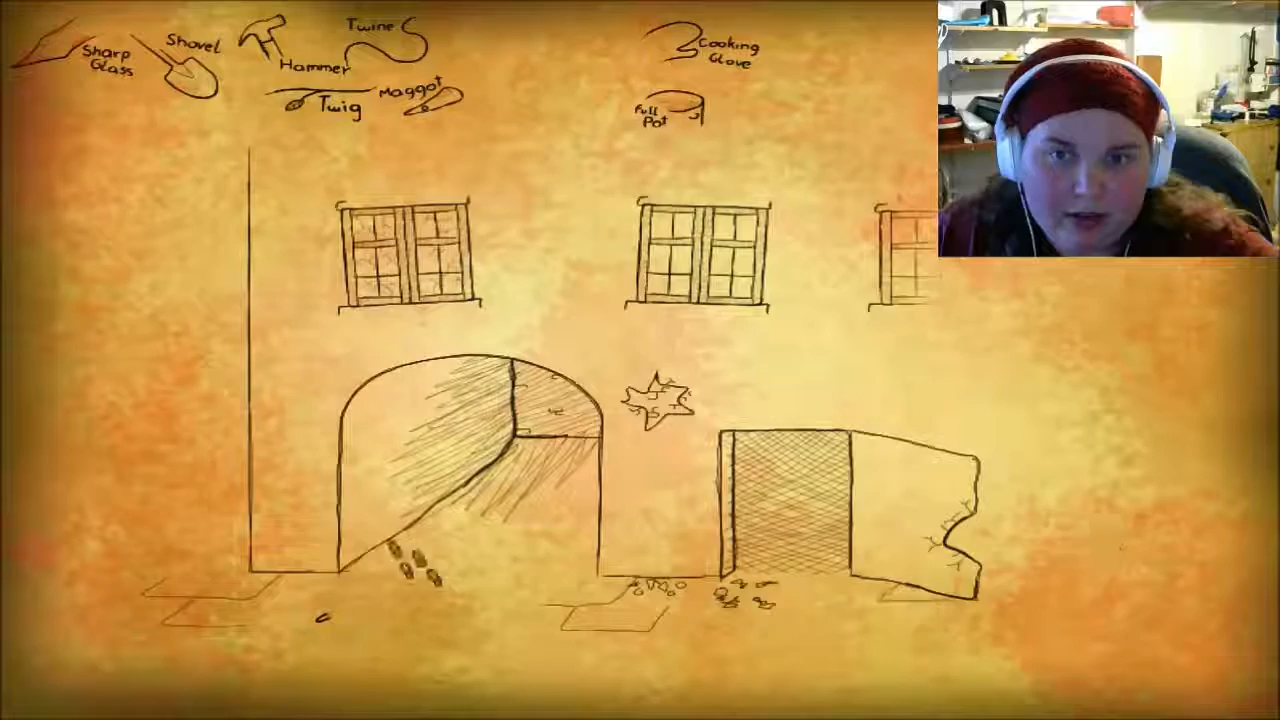 Sharp
Glass
Shovel
Hammer
Twine
Twig
Maggot
Cooking
Glove
Full
Pot